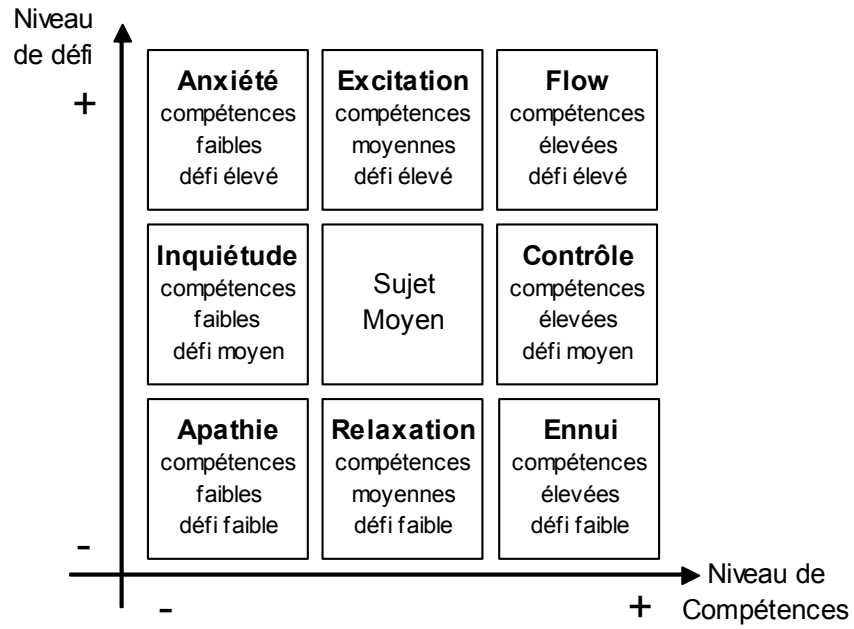 Niveau
de défi
+
Anxiété
compétences
faibles
défi élevé
Excitation
compétences
moyennes
défi élevé
Flow
compétences
élevées
défi élevé
Inquiétude
compétences
faibles
défi moyen
Sujet
Moyen
Contrôle
compétences
élevées
défi moyen
Apathie
compétences
faibles
défi faible
Relaxation
compétences
moyennes
défi faible
Ennui
compétences
élevées
défi faible
-
-
+
Niveau de
Compétences